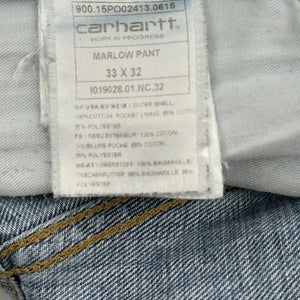 900.15PO02413.0615
carhartt
WORK IN PROGRESS
MARLOW PANT
33 X 32
I019028.01.NC.32
UK USA AU NZ IE: OUTER SHELL:
100%COTTON, POCKET LINING: 65% COTTON,
35% POLYESTER
FR: TISSU EXTERIEUR: 100% COTON,
DOUBLURE POCHE: 65% COTON,
35% POLYESTER
OBERSTOFF: 100% BAUMWOLLE,
TASCHENFUTTER: 65% BAUMWOLLE, 35%
POLYESTER